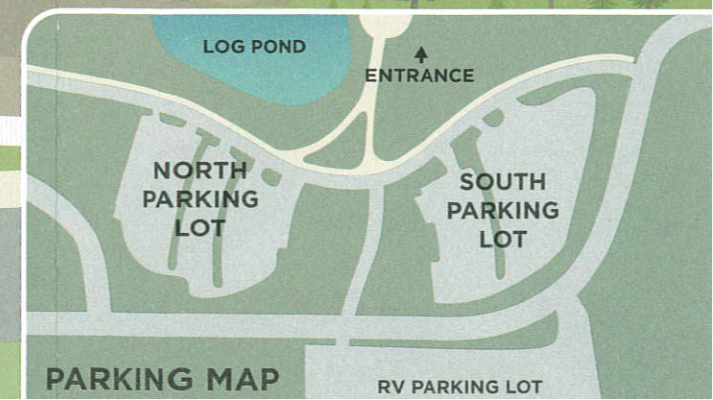 LOG POND
ENTRANCE
NORTH
PARKING
LOT
SOUTH
PARKING
LOT
PARKING MAP
RV PARKING LOT